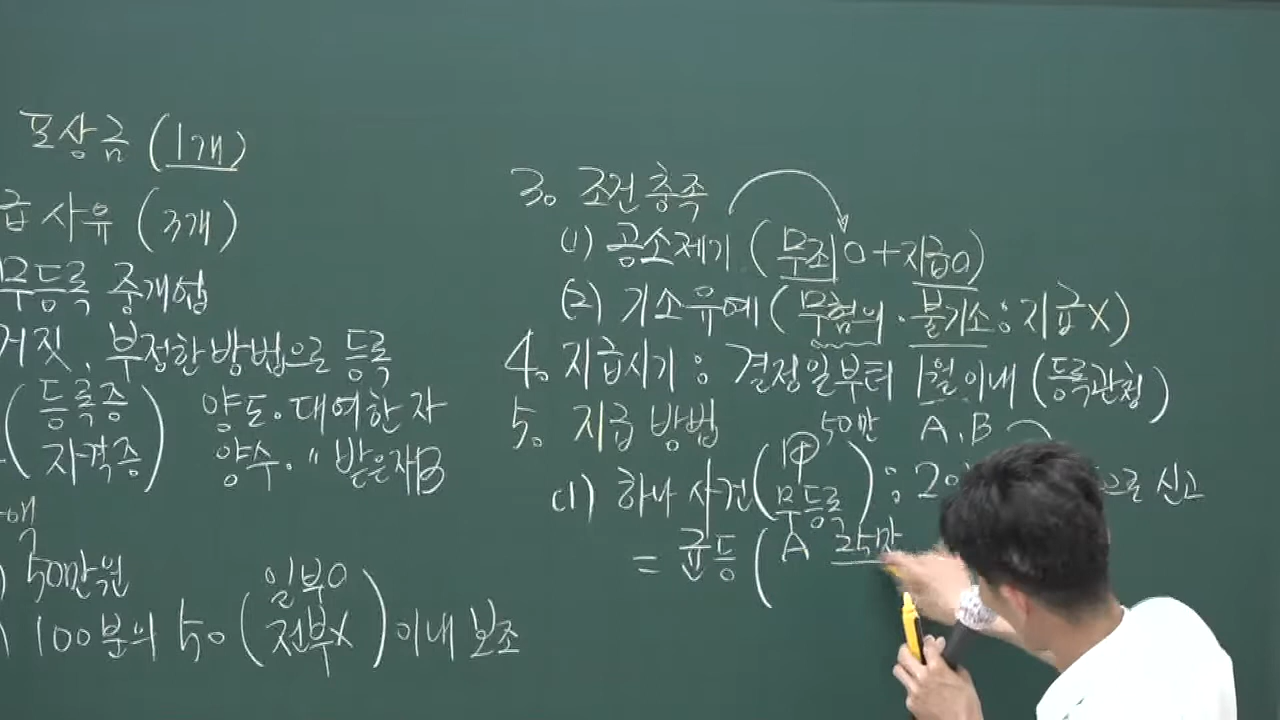 포상금 (1개)
급 사유 (3개)
무등록 중개업
거짓, 부정한 방법으로 등록
(등록증 자격증) 양도·대여한 자
양수·〃 받은자B
50만원
100분의 50 (일부O 전부X) 이내 보조
3. 조건충족
(1) 공소제기 (무죄O+지급O)
(2) 기소유예 (무혐의·불기소: 지급X)
4. 지급시기: 결정일부터 1월 이내 (등록관청)
5. 지급 방법
50만 A, B
(1) 하나 사건 (甲 무등록) : 2 으로 신고
= 균등 (A 25만